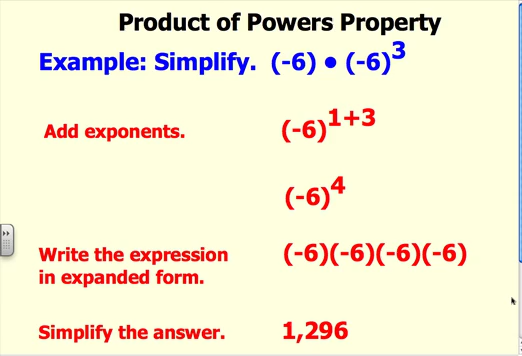 Product of Powers Property
Example: Simplify. (-6) • (-6)³
Add exponents. (-6)¹⁺³
(-6)⁴
Write the expression (-6)(-6)(-6)(-6)
in expanded form.
Simplify the answer. 1,296